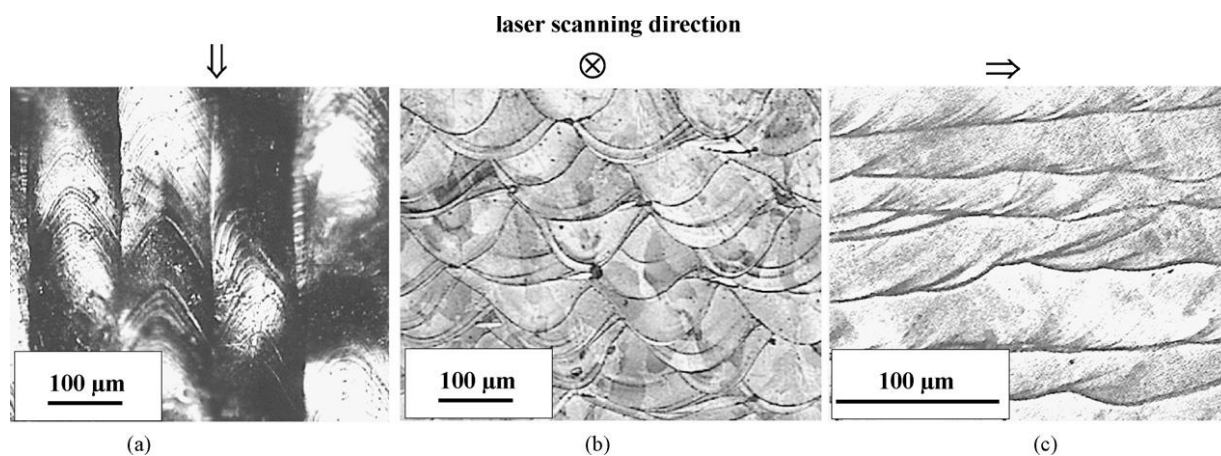 laser scanning direction
⇓ ⊗ ⇒
100 μm 100 μm 100 μm
(a) (b) (c)